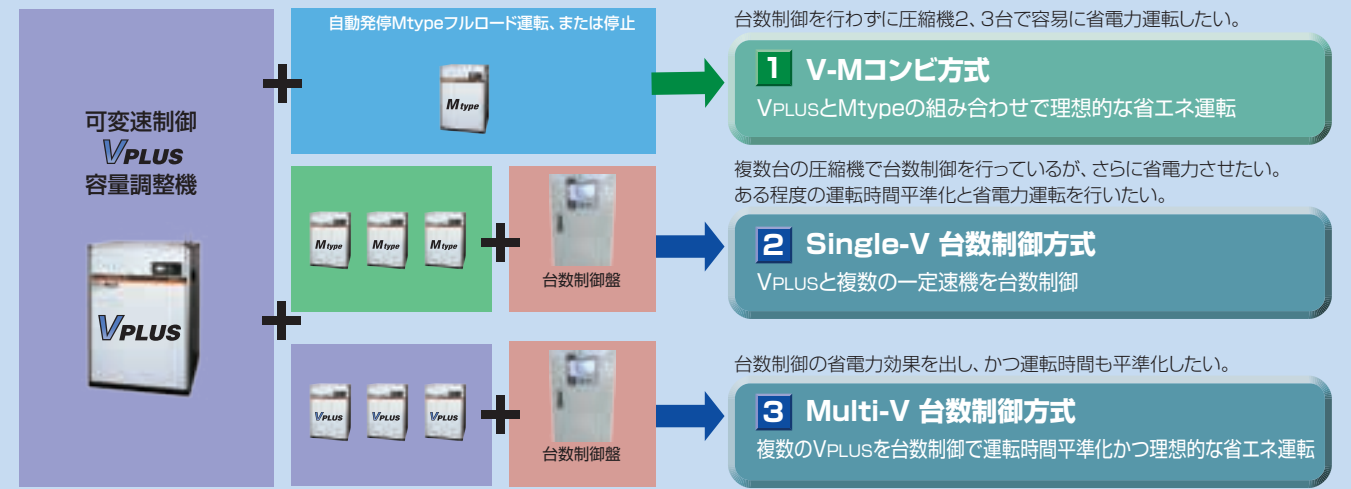 可変速制御
VPLUS
容量調整機
VPLUS
自動発停Mtypeフルロード運転、または停止
Mtype
台数制御を行わずに圧縮機2、3台で容易に省電力運転したい。
1 V-Mコンビ方式
VPLUSとMtypeの組み合わせで理想的な省エネ運転
Mtype Mtype Mtype
台数制御盤
複数台の圧縮機で台数制御を行っているが、さらに省電力させたい。
ある程度の運転時間平準化と省電力運転を行いたい。
2 Single-V 台数制御方式
VPLUSと複数の一定速機を台数制御
VPLUS VPLUS VPLUS
台数制御盤
台数制御の省電力効果を出し、かつ運転時間も平準化したい。
3 Multi-V 台数制御方式
複数のVPLUSを台数制御で運転時間平準化かつ理想的な省エネ運転